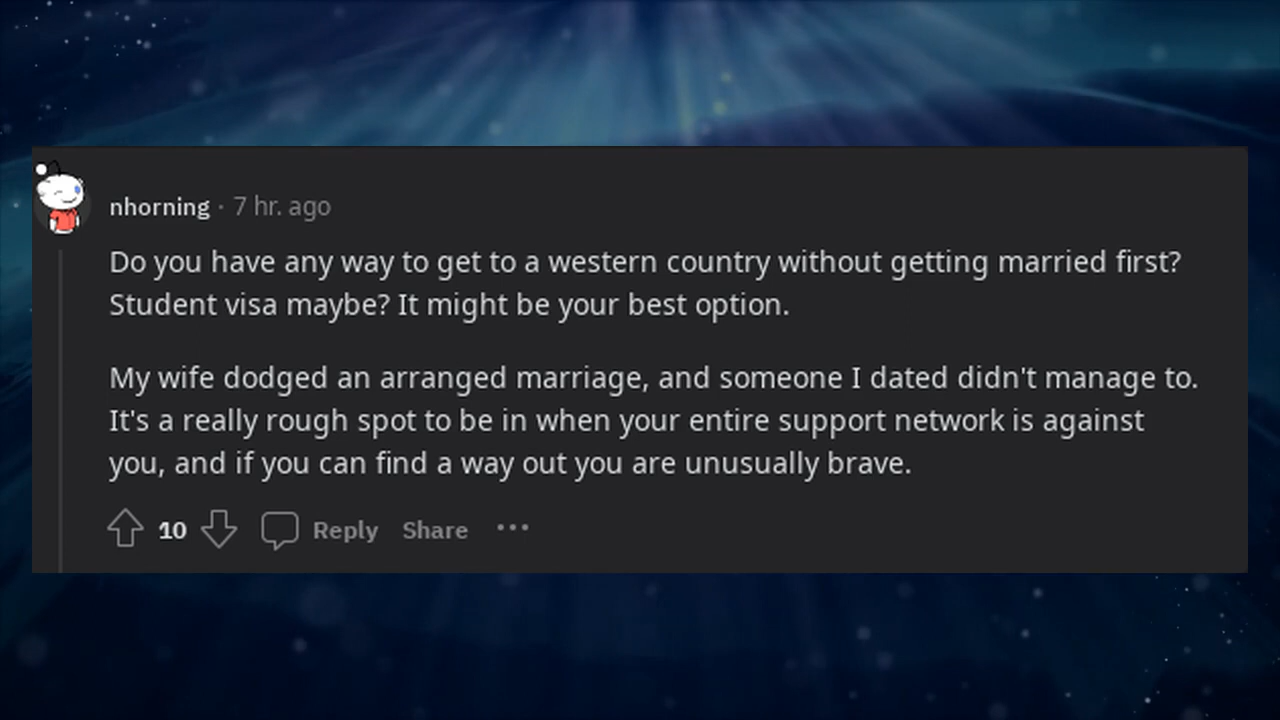 nhorning · 7 hr. ago
Do you have any way to get to a western country without getting married first?
Student visa maybe? It might be your best option.
My wife dodged an arranged marriage, and someone I dated didn't manage to.
It's a really rough spot to be in when your entire support network is against
you, and if you can find a way out you are unusually brave.
10 Reply Share •••